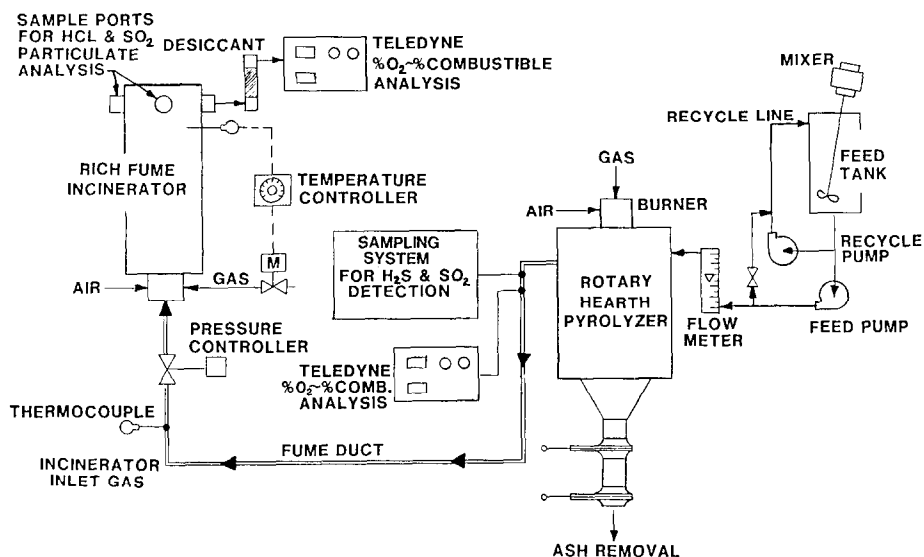 SAMPLE PORTS
FOR HCL & SO₂
PARTICULATE
ANALYSIS
DESICCANT
TELEDYNE
%O₂~%COMBUSTIBLE
ANALYSIS
MIXER
RECYCLE LINE
FEED
TANK
RICH FUME
INCINERATOR
TEMPERATURE
CONTROLLER
GAS
AIR
BURNER
SAMPLING
SYSTEM
FOR H₂S & SO₂
DETECTION
RECYCLE
PUMP
M
AIR
GAS
ROTARY
HEARTH
PYROLYZER
FLOW
METER
FEED PUMP
PRESSURE
CONTROLLER
TELEDYNE
%O₂~%COMB.
ANALYSIS
THERMOCOUPLE
FUME DUCT
INCINERATOR
INLET GAS
ASH REMOVAL